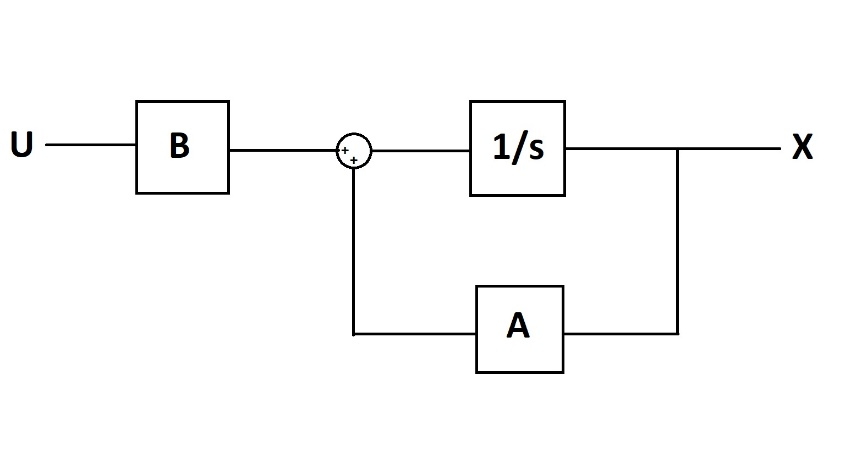 U
B
+
+
1/s
X
A